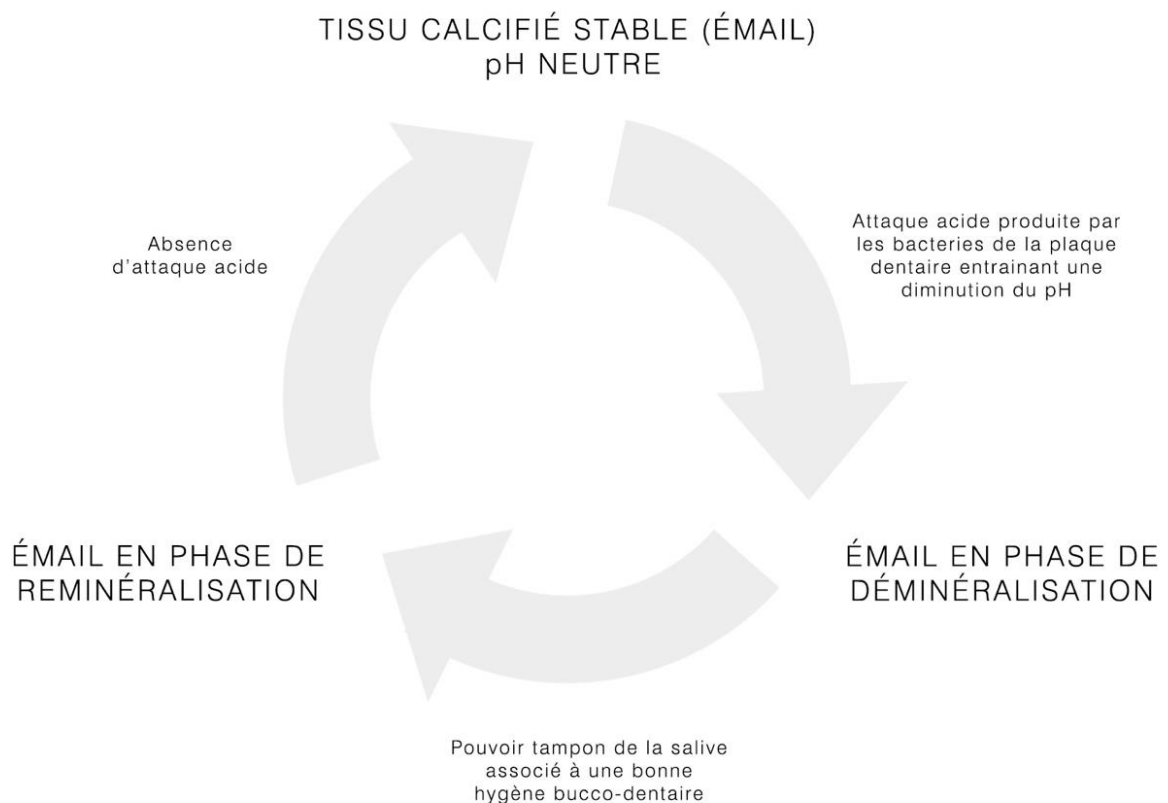 TISSU CALCIFIÉ STABLE (ÉMAIL)
pH NEUTRE
Absence
d'attaque acide
Attaque acide produite par
les bacteries de la plaque
dentaire entrainant une
diminution du pH
ÉMAIL EN PHASE DE
REMINÉRALISATION
ÉMAIL EN PHASE DE
DÉMINÉRALISATION
Pouvoir tampon de la salive
associé à une bonne
hygène bucco-dentaire